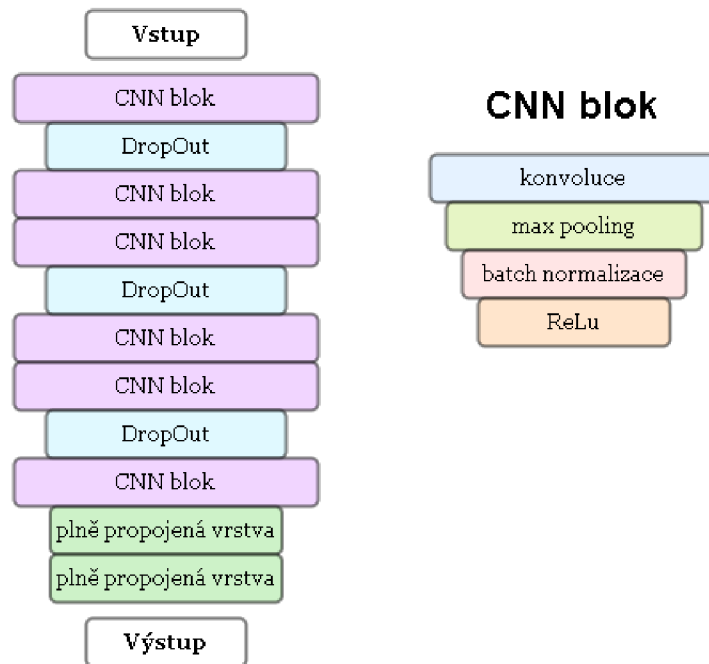 Vstup
CNN blok
DropOut
CNN blok
CNN blok
DropOut
CNN blok
CNN blok
DropOut
CNN blok
plně propojená vrstva
plně propojená vrstva
Výstup
CNN blok
konvoluce
max pooling
batch normalizace
ReLu